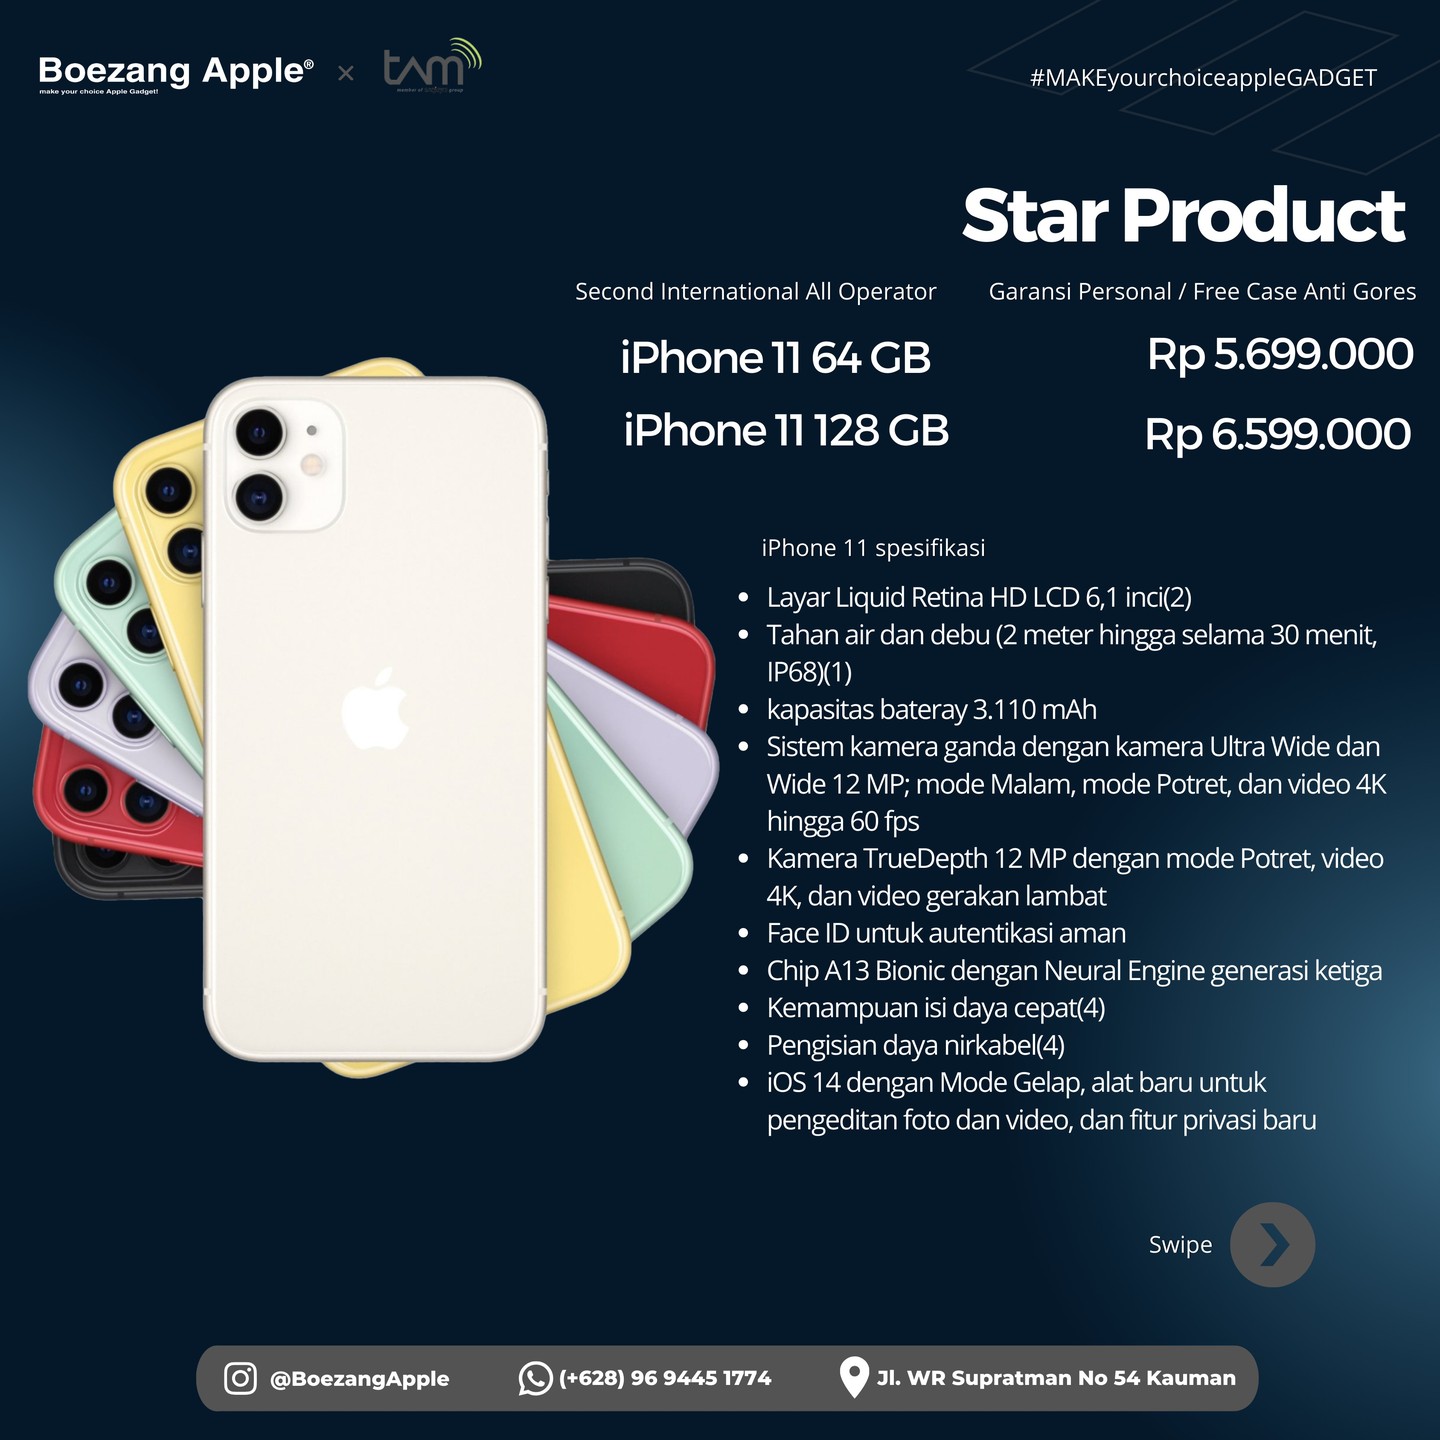 Boezang Apple®
make your choice Apple Gadget!
×
tam
member of group
#MAKEyourchoiceappleGADGET
Star Product
Second International All Operator
Garansi Personal / Free Case Anti Gores
iPhone 11 64 GB
Rp 5.699.000
iPhone 11 128 GB
Rp 6.599.000
iPhone 11 spesifikasi
• Layar Liquid Retina HD LCD 6,1 inci(2)
• Tahan air dan debu (2 meter hingga selama 30 menit,
IP68)(1)
• kapasitas bateray 3.110 mAh
• Sistem kamera ganda dengan kamera Ultra Wide dan
Wide 12 MP; mode Malam, mode Potret, dan video 4K
hingga 60 fps
• Kamera TrueDepth 12 MP dengan mode Potret, video
4K, dan video gerakan lambat
• Face ID untuk autentikasi aman
• Chip A13 Bionic dengan Neural Engine generasi ketiga
• Kemampuan isi daya cepat(4)
• Pengisian daya nirkabel(4)
• iOS 14 dengan Mode Gelap, alat baru untuk
pengeditan foto dan video, dan fitur privasi baru
Swipe
@BoezangApple
(+628) 96 9445 1774
Jl. WR Supratman No 54 Kauman